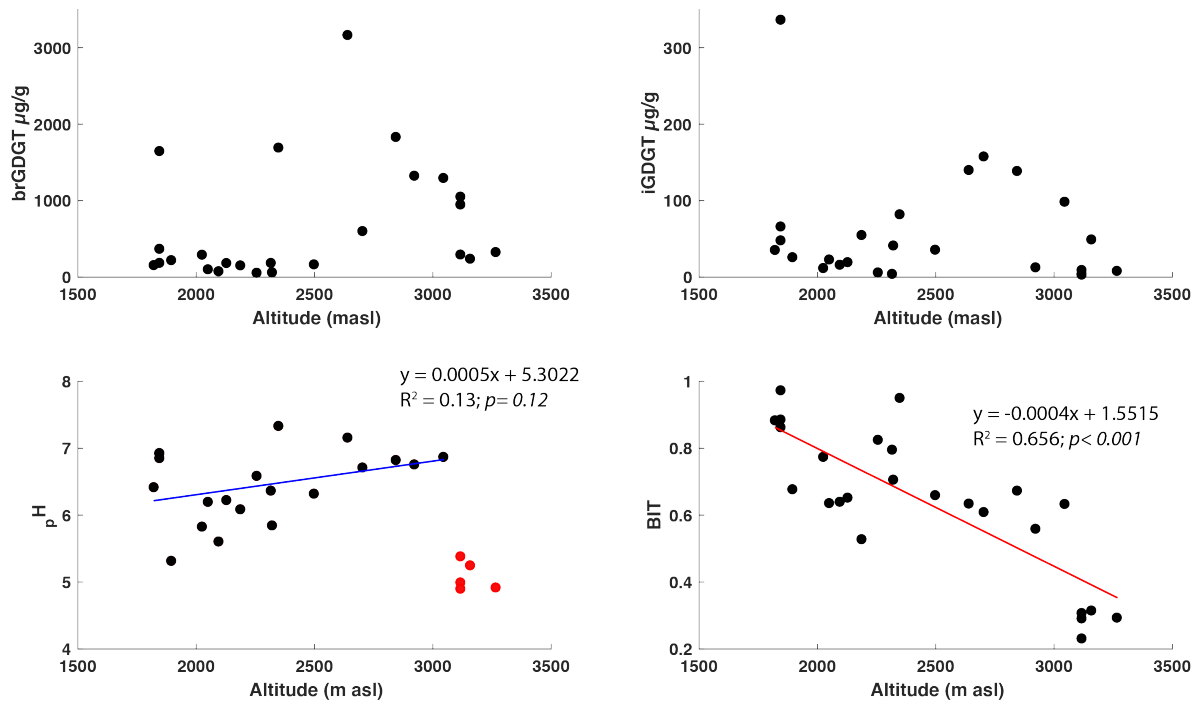 brGDGT µg/g
3000
2000
1000
0
1500 2000 2500 3000 3500
Altitude (masl)
iGDGT µg/g
300
200
100
0
1500 2000 2500 3000 3500
Altitude (masl)
pH
8
7
6
5
4
y = 0.0005x + 5.3022
R² = 0.13; p= 0.12
1500 2000 2500 3000 3500
Altitude (m asl)
BIT
1
0.8
0.6
0.4
0.2
y = -0.0004x + 1.5515
R² = 0.656; p< 0.001
1500 2000 2500 3000 3500
Altitude (m asl)